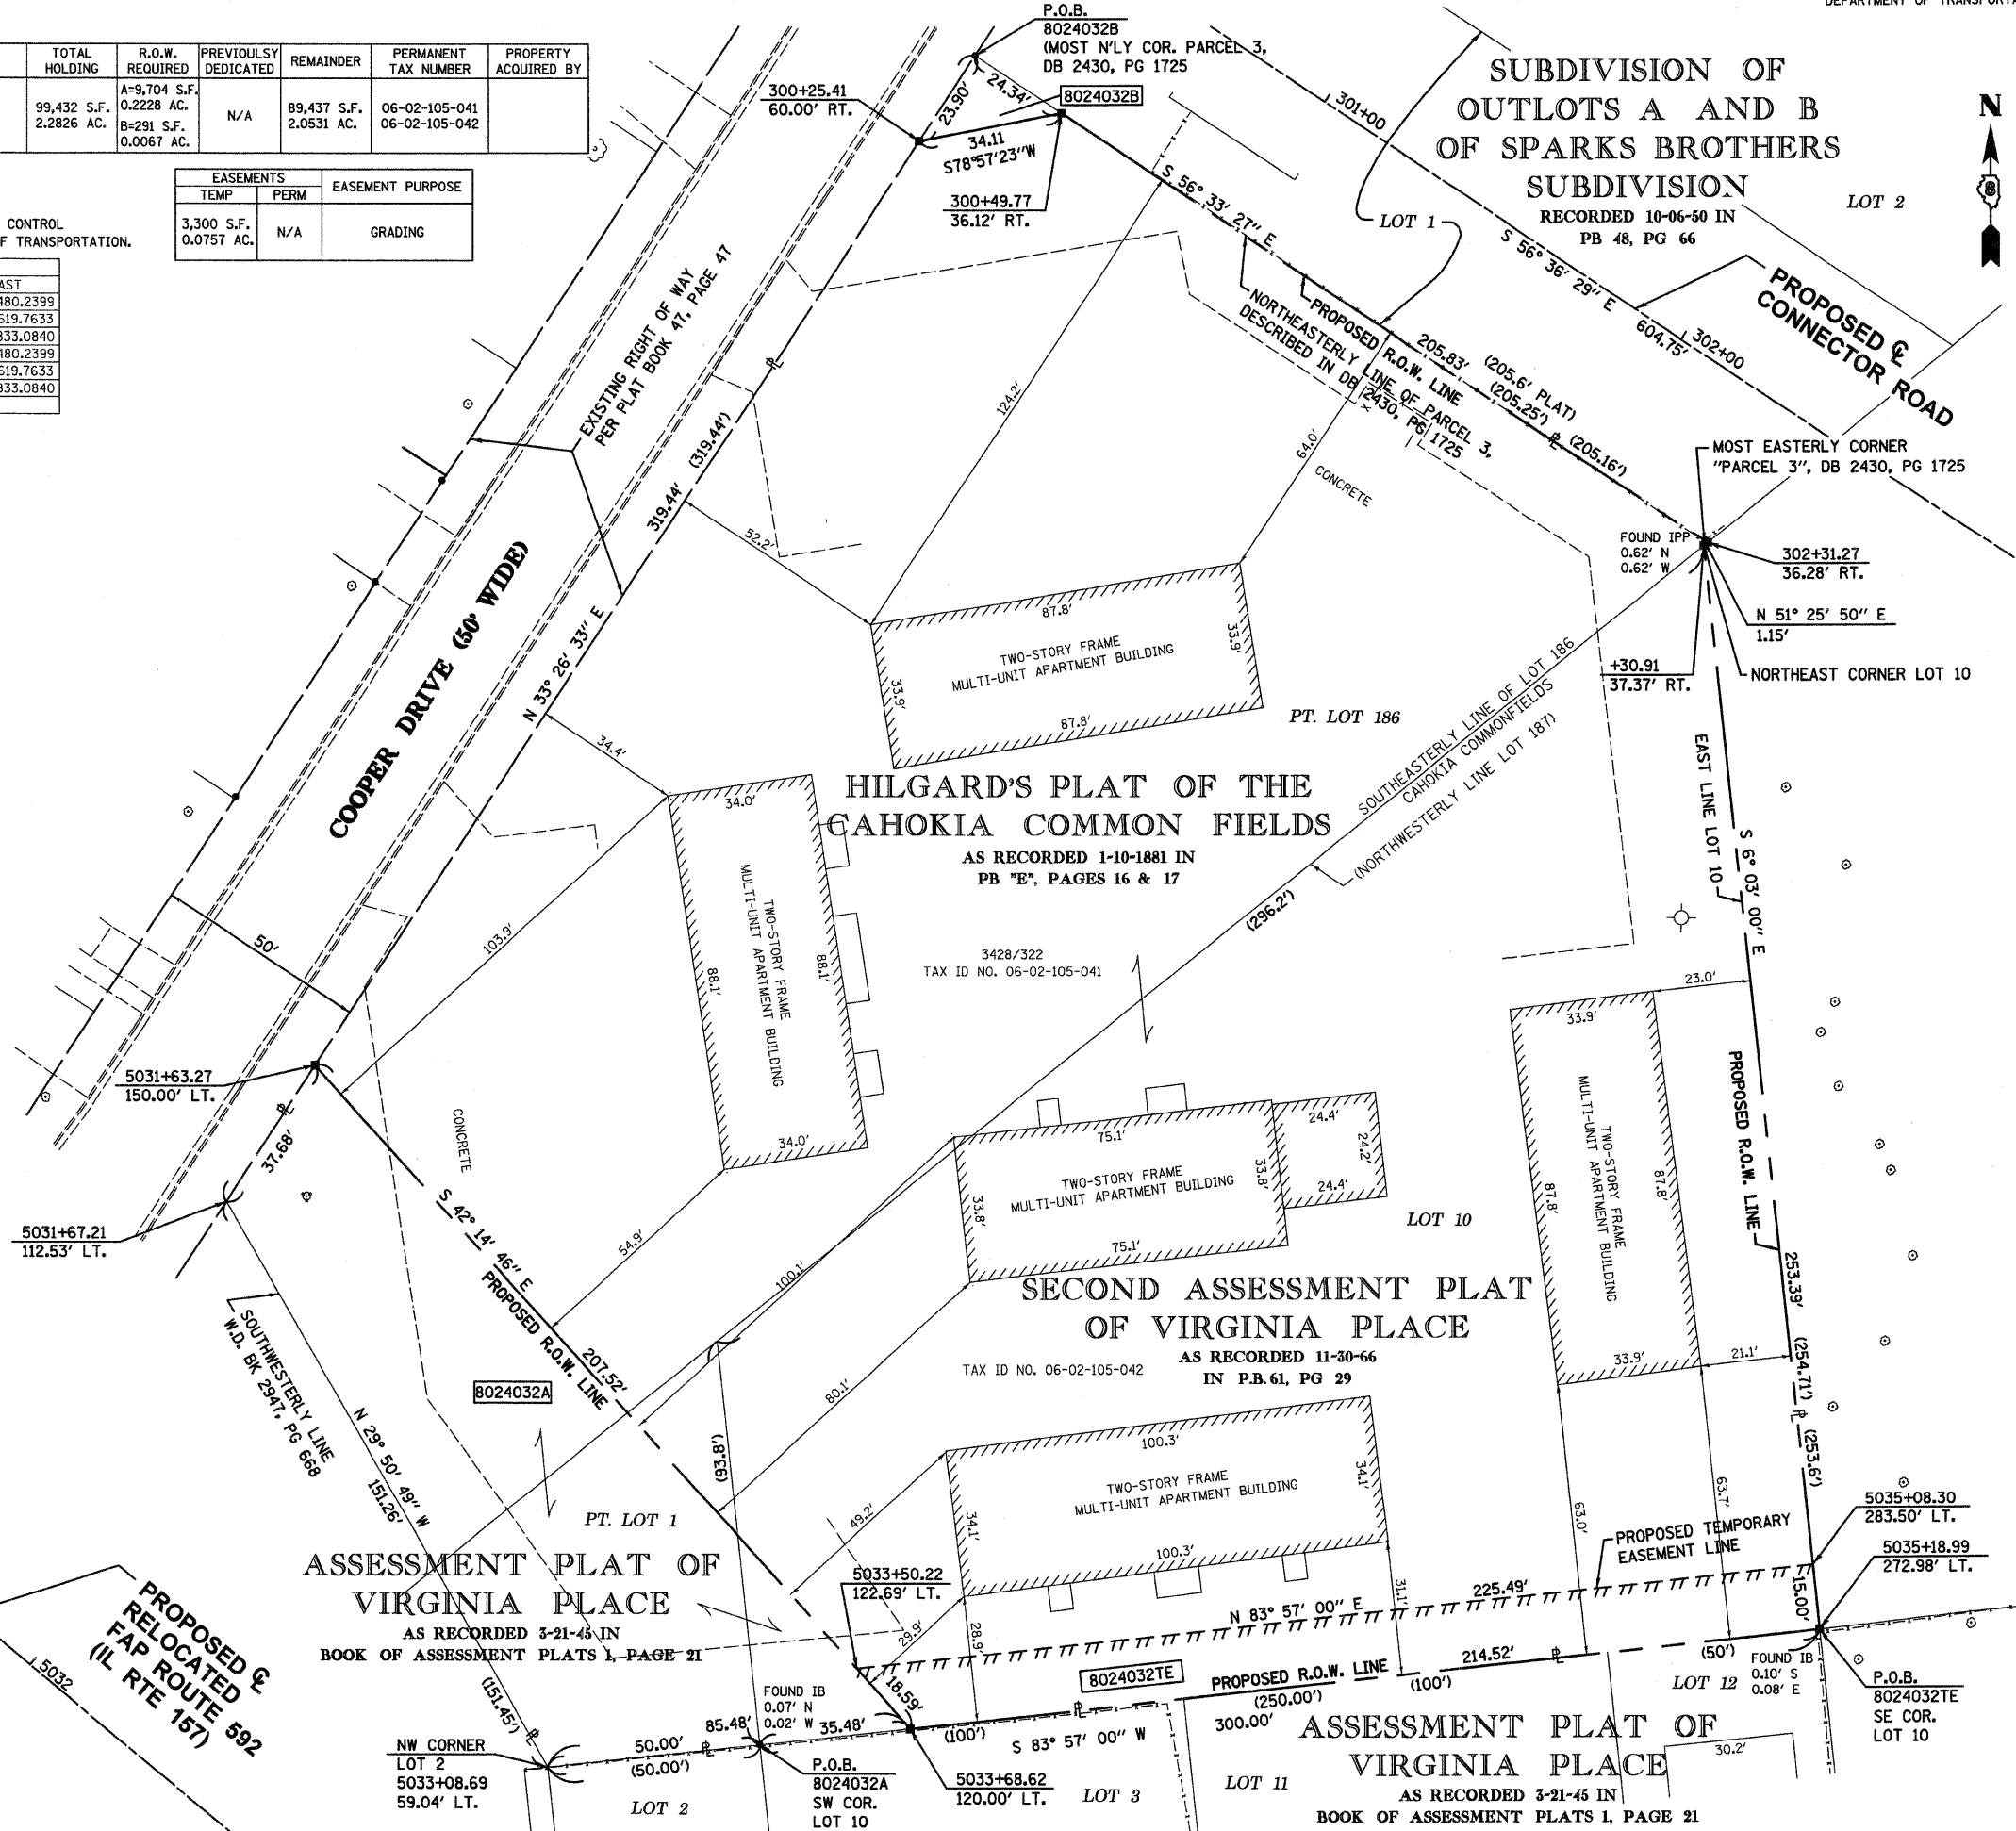 DEPARTMENT OF
TOTAL HOLDING
R.O.W. REQUIRED
PREVIOULSY DEDICATED
REMAINDER
PERMANENT TAX NUMBER
PROPERTY ACQUIRED BY
99,432 S.F.
2.2826 AC.
A=9,704 S.F.
0.2228 AC.
B=291 S.F.
0.0067 AC.
N/A
89,437 S.F.
2.0531 AC.
06-02-105-041
06-02-105-042
EASEMENTS
TEMP
PERM
EASEMENT PURPOSE
3,300 S.F.
0.0757 AC.
N/A
GRADING
CONTROL
F TRANSPORTATION.
AST
480.2399
619.7633
833.0840
480.2399
619.7633
833.0840
P.O.B.
8024032B
(MOST N'LY COR. PARCEL 3,
DB 2430, PG 1725
300+25.41
60.00' RT.
23.90'
24.34'
8024032B
34.11
S78°57'23"W
300+49.77
36.12' RT.
301+00
SUBDIVISION OF
OUTLOTS A AND B
OF SPARKS BROTHERS
SUBDIVISION
RECORDED 10-06-50 IN
PB 48, PG 66
LOT 2
N
8
LOT 1
S 56° 33' 27" E
S 56° 36' 29" E
604.75'
302+00
PROPOSED ℄
CONNECTOR ROAD
NORTHEASTERLY LINE OF PARCEL 3,
DESCRIBED IN DB 2430, PG 1725
PROPOSED R.O.W. LINE
205.83'
(205.6' PLAT)
(205.25')
(205.16')
MOST EASTERLY CORNER
"PARCEL 3", DB 2430, PG 1725
FOUND IPP
0.62' N
0.62' W
302+31.27
36.28' RT.
N 51° 25' 50" E
1.15'
+30.91
37.37' RT.
NORTHEAST CORNER LOT 10
EXISTING RIGHT OF WAY
PER PLAT BOOK 47, PAGE 47
319.44'
(319.44')
N 33° 26' 33" E
COOPER DRIVE (50' WIDE)
50'
124.2'
64.0'
52.2'
CONCRETE
87.8'
TWO-STORY FRAME
MULTI-UNIT APARTMENT BUILDING
33.9'
33.9'
87.8'
PT. LOT 186
SOUTHEASTERLY LINE OF LOT 186
CAHOKIA COMMONFIELDS
(NORTHWESTERLY LINE LOT 187)
EAST LINE LOT 10
S 6° 03' 00" E
34.4'
34.0'
HILGARD'S PLAT OF THE
CAHOKIA COMMON FIELDS
AS RECORDED 1-10-1881 IN
PB "E", PAGES 16 & 17
103.9'
TWO-STORY FRAME
MULTI-UNIT APARTMENT BUILDING
88.1'
88.1'
34.0'
(296.2')
3428/322
TAX ID NO. 06-02-105-041
5031+63.27
150.00' LT.
37.68'
5031+67.21
112.53' LT.
CONCRETE
S 42° 14' 46" E
PROPOSED R.O.W. LINE
207.52'
54.9'
100.1'
80.1'
75.1'
TWO-STORY FRAME
MULTI-UNIT APARTMENT BUILDING
33.8'
33.8'
75.1'
24.4'
24.2'
24.4'
LOT 10
23.0'
33.9'
TWO-STORY FRAME
MULTI-UNIT APARTMENT BUILDING
87.8'
87.8'
33.9'
21.1'
PROPOSED R.O.W. LINE
253.39'
(254.71')
(253.6')
SECOND ASSESSMENT PLAT
OF VIRGINIA PLACE
AS RECORDED 11-30-66
IN P.B. 61, PG 29
TAX ID NO. 06-02-105-042
SOUTHWESTERLY LINE
W.D. BK 2947, PG 668
N 29° 50' 49" W
151.26'
(151.45')
8024032A
(93.8')
PT. LOT 1
49.2'
100.3'
TWO-STORY FRAME
MULTI-UNIT APARTMENT BUILDING
34.1'
34.1'
100.3'
63.0'
63.7'
PROPOSED TEMPORARY
EASEMENT LINE
5035+08.30
283.50' LT.
5035+18.99
272.98' LT.
15.00'
ASSESSMENT PLAT OF
VIRGINIA PLACE
AS RECORDED 3-21-45 IN
BOOK OF ASSESSMENT PLATS 1, PAGE 21
5033+50.22
122.69' LT.
29.9'
28.9'
31.1'
225.49'
N 83° 57' 00" E
PROPOSED ℄
RELOCATED
FAP ROUTE 592
(IL RTE 157)
5032
18.59'
8024032TE
PROPOSED R.O.W. LINE
214.52'
(100')
(250.00')
300.00'
(50')
FOUND IB
0.10' S
0.08' E
LOT 12
P.O.B.
8024032TE
SE COR.
LOT 10
FOUND IB
0.07' N
0.02' W
85.48'
35.48'
(100')
S 83° 57' 00" W
50.00'
(50.00')
NW CORNER
LOT 2
5033+08.69
59.04' LT.
LOT 2
P.O.B.
8024032A
SW COR.
LOT 10
5033+68.62
120.00' LT.
LOT 3
LOT 11
ASSESSMENT PLAT OF
VIRGINIA PLACE
AS RECORDED 3-21-45 IN
BOOK OF ASSESSMENT PLATS 1, PAGE 21
30.2'